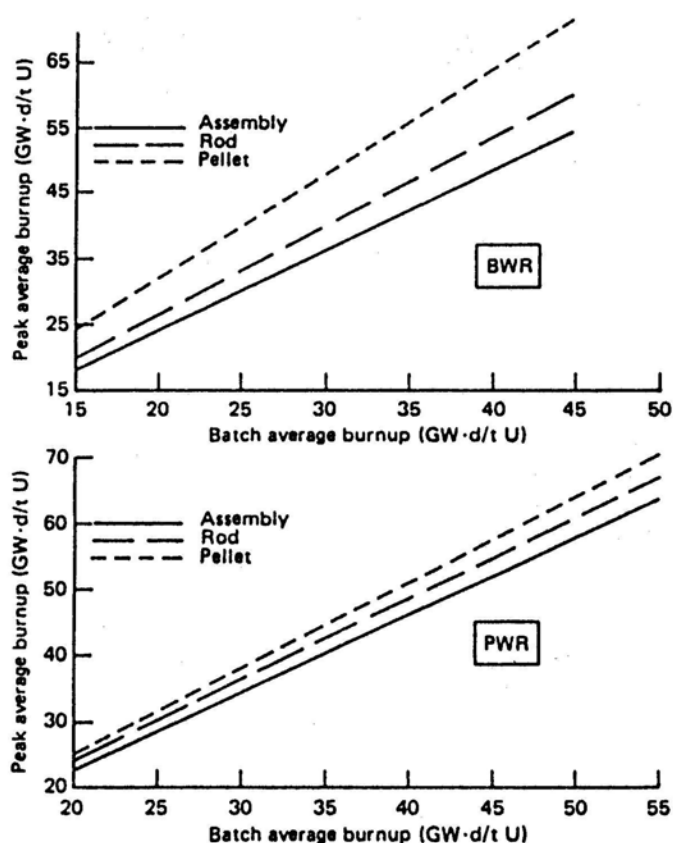 Peak average burnup (GW·d/t U)
65
55
45
35
25
15
Assembly
Rod
Pellet
BWR
15 20 25 30 35 40 45 50
Batch average burnup (GW·d/t U)
Peak average burnup (GW·d/t U)
70
60
50
40
30
20
Assembly
Rod
Pellet
PWR
20 25 30 35 40 45 50 55
Batch average burnup (GW·d/t U)